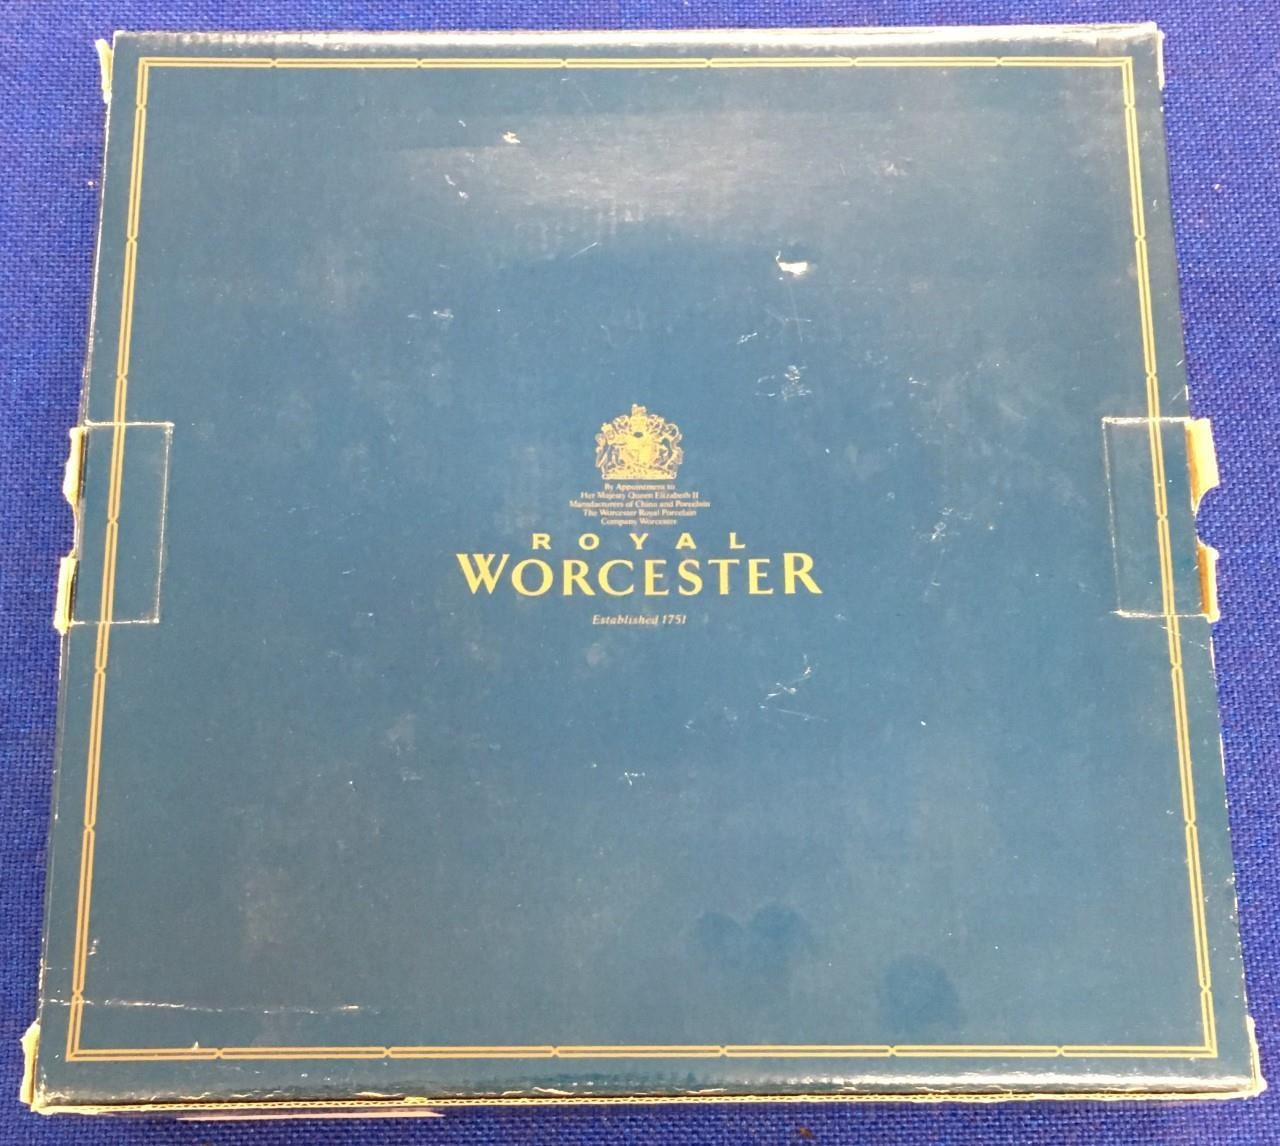 By Appointment to
Her Majesty Queen Elizabeth II
Manufacturers of China and Porcelain
The Worcester Royal Porcelain
Company, Worcester
ROYAL
WORCESTER
Established 1751